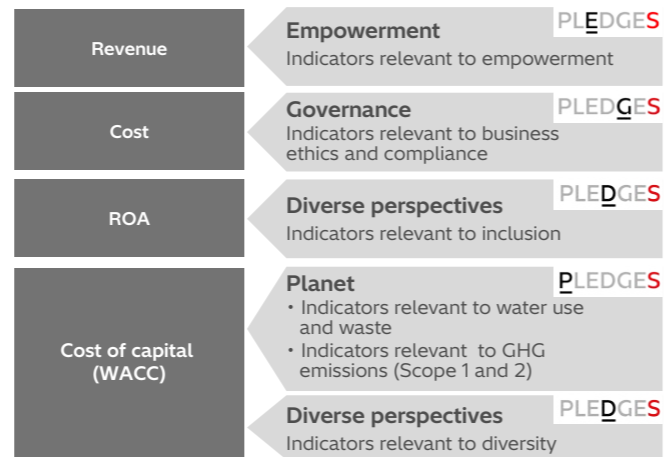 Revenue
Empowerment
PLEDGES
Indicators relevant to empowerment
Cost
Governance
PLEDGES
Indicators relevant to business
ethics and compliance
ROA
Diverse perspectives
PLEDGES
Indicators relevant to inclusion
Cost of capital
(WACC)
Planet
PLEDGES
・Indicators relevant to water use
and waste
・Indicators relevant to GHG
emissions (Scope 1 and 2)
Diverse perspectives
PLEDGES
Indicators relevant to diversity